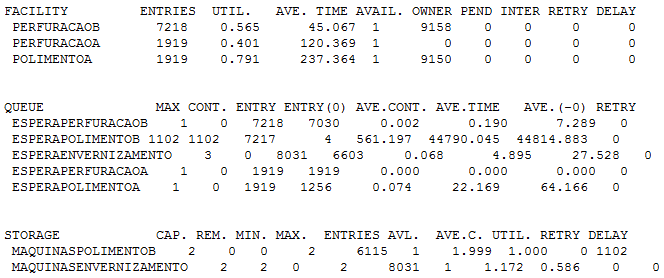 FACILITY ENTRIES UTIL. AVE. TIME AVAIL. OWNER PEND INTER RETRY DELAY
PERFURACAOB 7218 0.565 45.067 1 9158 0 0 0 0
PERFURACAOA 1919 0.401 120.369 1 0 0 0 0 0
POLIMENTOA 1919 0.791 237.364 1 9150 0 0 0 0
QUEUE MAX CONT. ENTRY ENTRY(0) AVE.CONT. AVE.TIME AVE.(-0) RETRY
ESPERAPERFURACAOB 1 0 7218 7030 0.002 0.190 7.289 0
ESPERAPOLIMENTOB 1102 1102 7217 4 561.197 44790.045 44814.883 0
ESPERAENVERNIZAMENTO 3 0 8031 6603 0.068 4.895 27.528 0
ESPERAPERFURACAOA 1 0 1919 1919 0.000 0.000 0.000 0
ESPERAPOLIMENTOA 1 0 1919 1256 0.074 22.169 64.166 0
STORAGE CAP. REM. MIN. MAX. ENTRIES AVL. AVE.C. UTIL. RETRY DELAY
MAQUINASPOLIMENTOB 2 0 0 2 6115 1 1.999 1.000 0 1102
MAQUINASENVERNIZAMENTO 2 2 0 2 8031 1 1.172 0.586 0 0